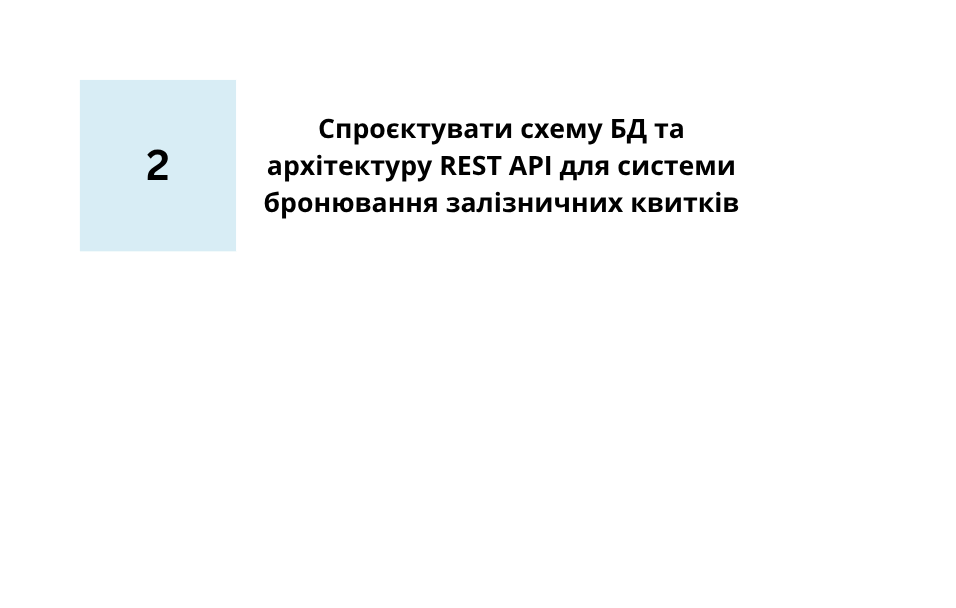 2
Спроєктувати схему БД та
архітектуру REST API для системи
бронювання залізничних квитків